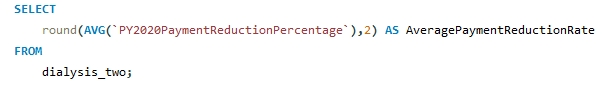 SELECT
round(AVG(`PY2020PaymentReductionPercentage`),2) AS AveragePaymentReductionRate
FROM
dialysis_two;